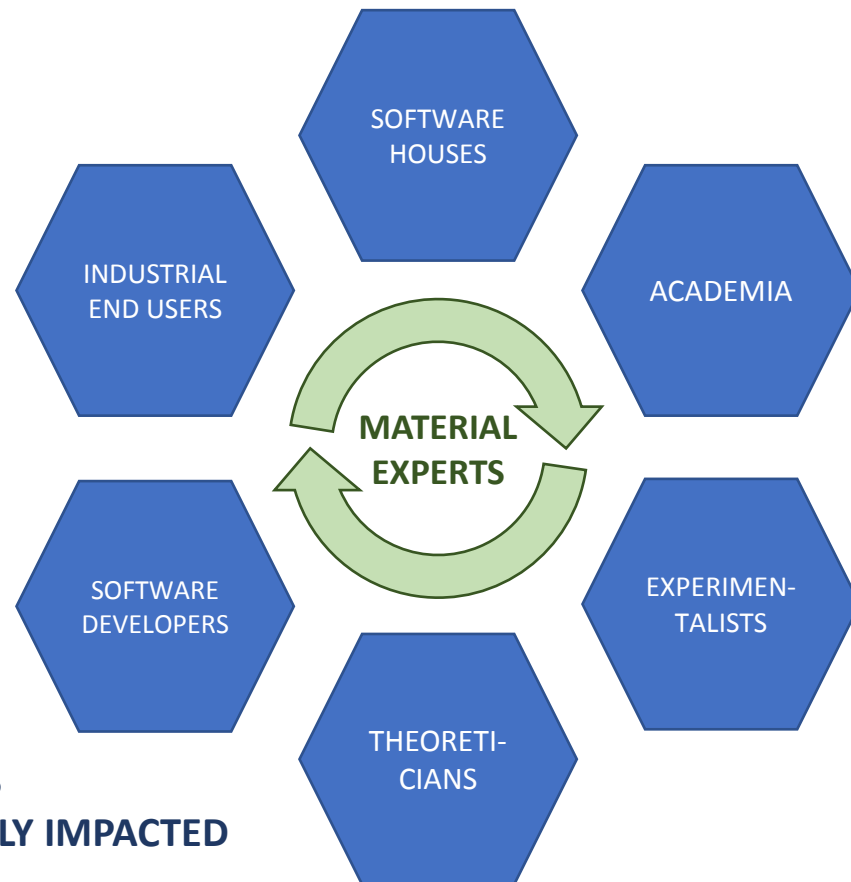 SOFTWARE
HOUSES
INDUSTRIAL
END USERS
ACADEMIA
MATERIAL
EXPERTS
SOFTWARE
DEVELOPERS
EXPERIMEN-
TALISTS
THEORETI-
CIANS
LY IMPACTED